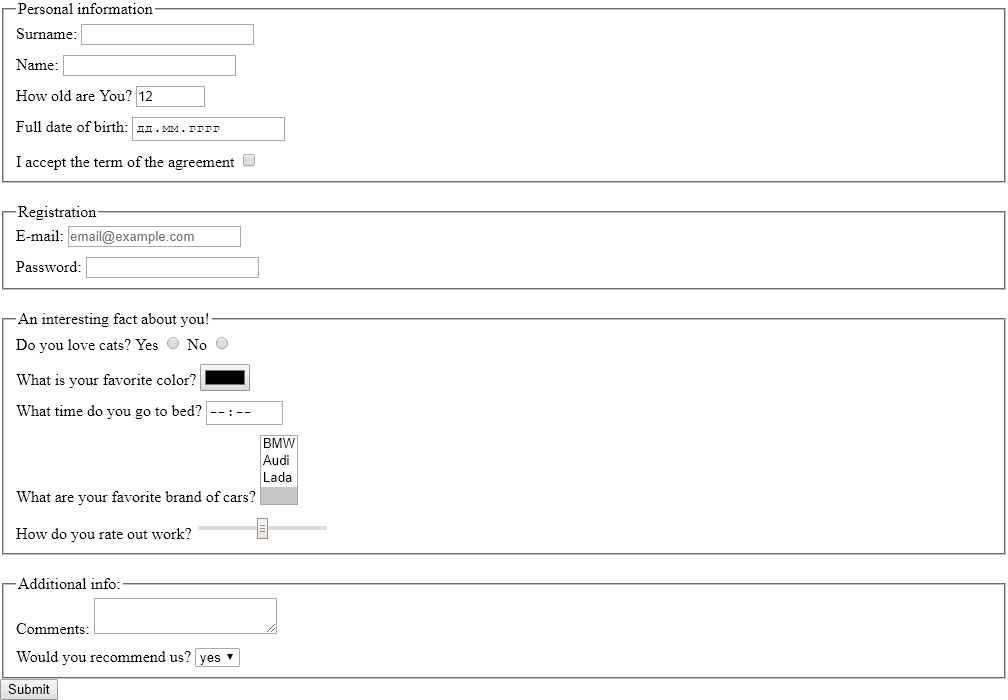 Personal information
Surname:
Name:
How old are You? 12
Full date of birth: дд.мм.гггг
I accept the term of the agreement
Registration
E-mail: email@example.com
Password:
An interesting fact about you!
Do you love cats? Yes No
What is your favorite color?
What time do you go to bed? --:--
BMW
Audi
Lada
What are your favorite brand of cars?
How do you rate out work?
Additional info:
Comments:
Would you recommend us? yes
Submit